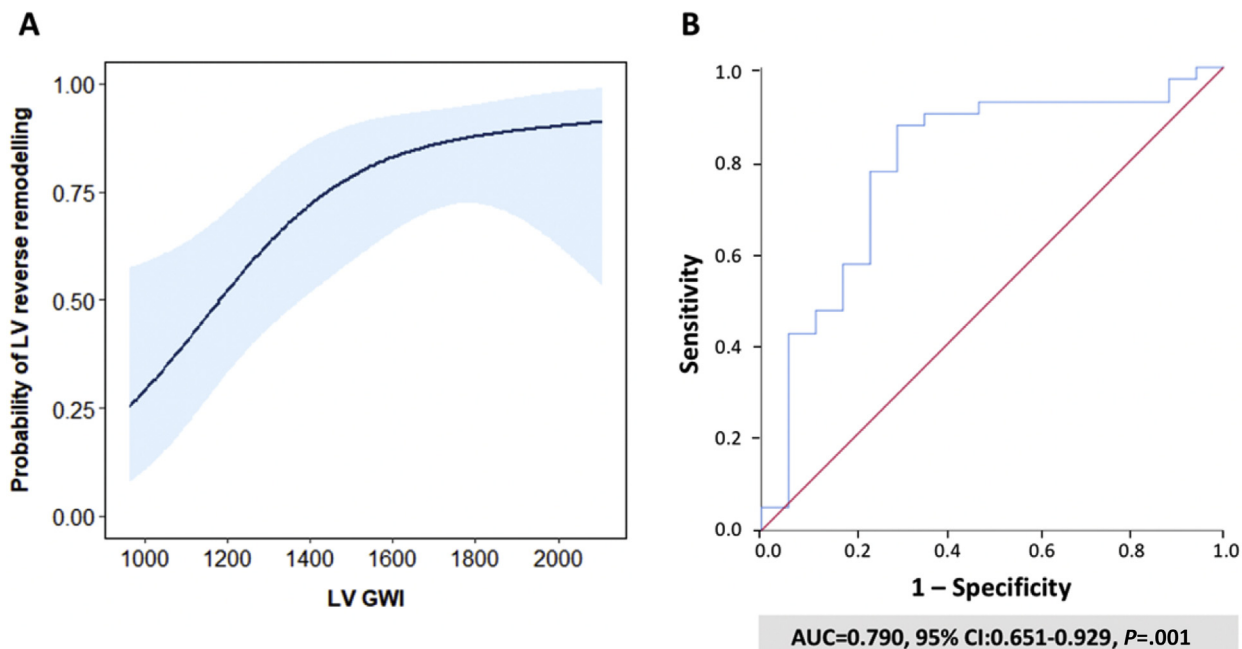 A
Probability of LV reverse remodelling
1.00
0.75
0.50
0.25
0.00
1000 1200 1400 1600 1800 2000
LV GWI
B
Sensitivity
1.0
0.8
0.6
0.4
0.2
0.0
0.0 0.2 0.4 0.6 0.8 1.0
1 – Specificity
AUC=0.790, 95% CI:0.651-0.929, P=.001